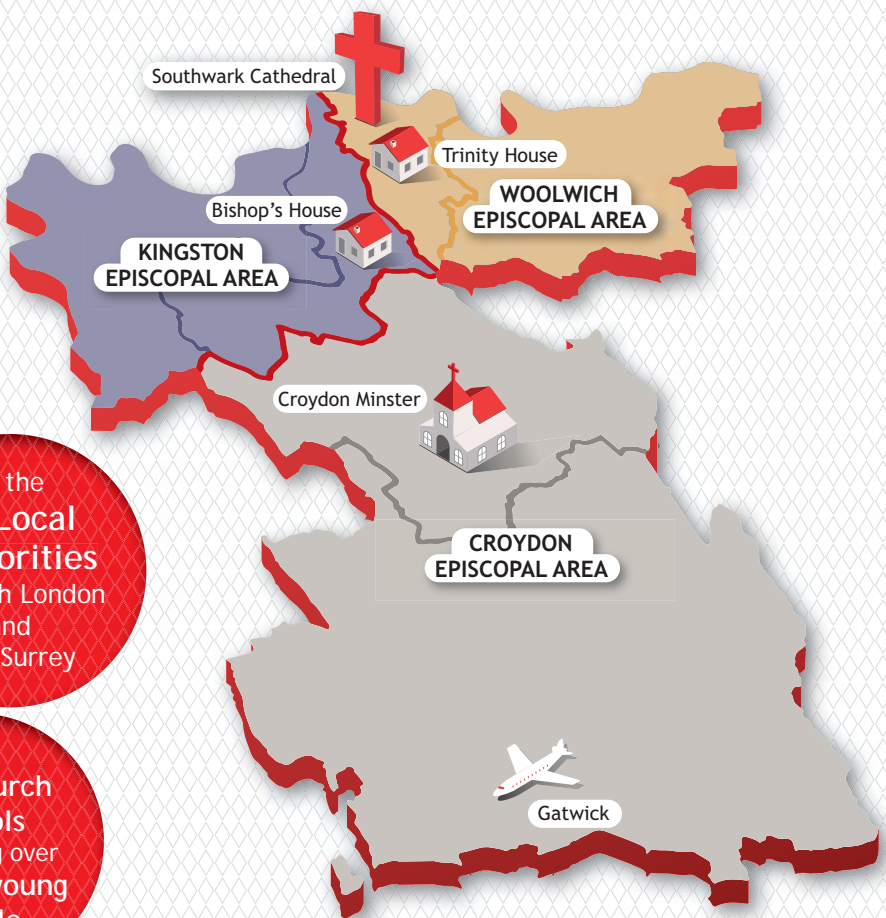 Southwark Cathedral
Trinity House
WOOLWICH
EPISCOPAL AREA
Bishop's House
KINGSTON
EPISCOPAL AREA
Croydon Minster
CROYDON
EPISCOPAL AREA
Gatwick
the
Local
orities
h London
nd
Surrey
urch
ols
over
young